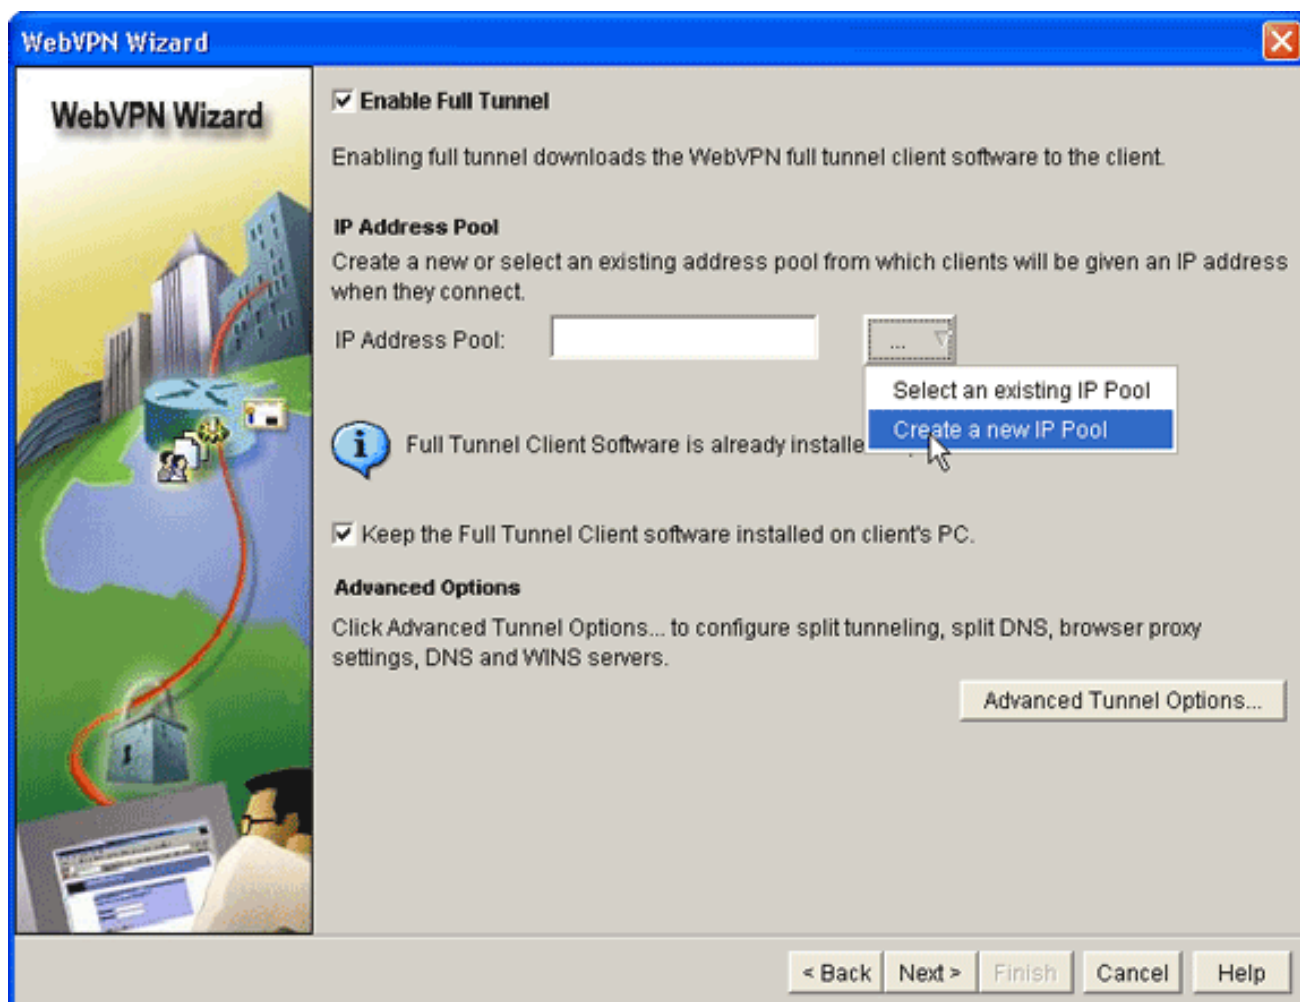 WebVPN Wizard
WebVPN Wizard
Enable Full Tunnel
Enabling full tunnel downloads the WebVPN full tunnel client software to the client.
IP Address Pool
Create a new or select an existing address pool from which clients will be given an IP address
when they connect.
IP Address Pool:
...
Select an existing IP Pool
Create a new IP Pool
Full Tunnel Client Software is already installe
Keep the Full Tunnel Client software installed on client's PC.
Advanced Options
Click Advanced Tunnel Options... to configure split tunneling, split DNS, browser proxy
settings, DNS and WINS servers.
Advanced Tunnel Options...
< Back
Next >
Finish
Cancel
Help